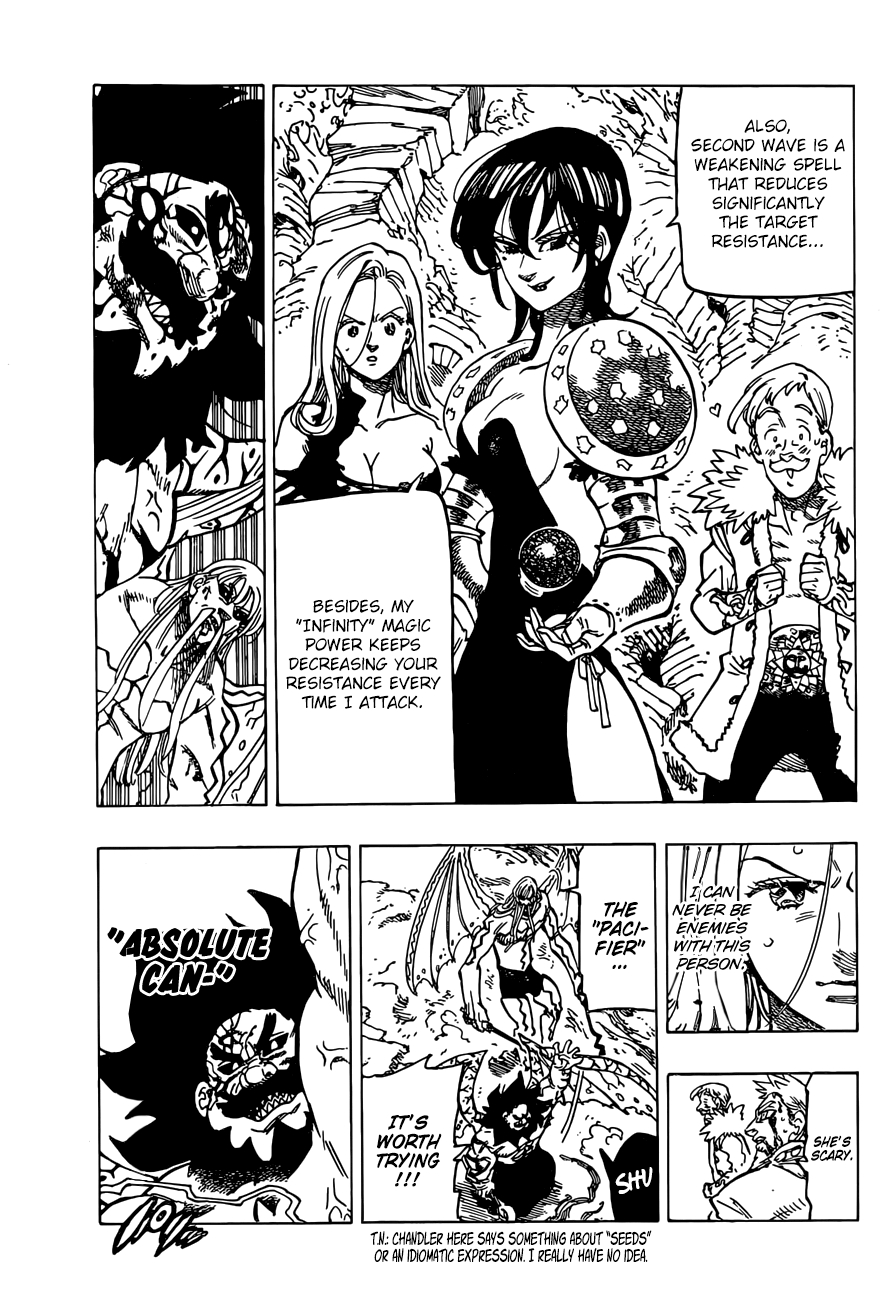 ALSO,
SECOND WAVE IS A
WEAKENING SPELL
THAT REDUCES
SIGNIFICANTLY
THE TARGET
RESISTANCE...
BESIDES, MY
"INFINITY" MAGIC
POWER KEEPS
DECREASING YOUR
RESISTANCE EVERY
TIME I ATTACK.
I CAN
NEVER BE
ENEMIES
WITH THIS
PERSON.
SHE'S
SCARY.
THE
"PACI-
FIER"
...
IT'S
WORTH
TRYING
!!!
SHU
"ABSOLUTE
CAN-"
T.N.: CHANDLER HERE SAYS SOMETHING ABOUT "SEEDS"
OR AN IDIOMATIC EXPRESSION. I REALLY HAVE NO IDEA.